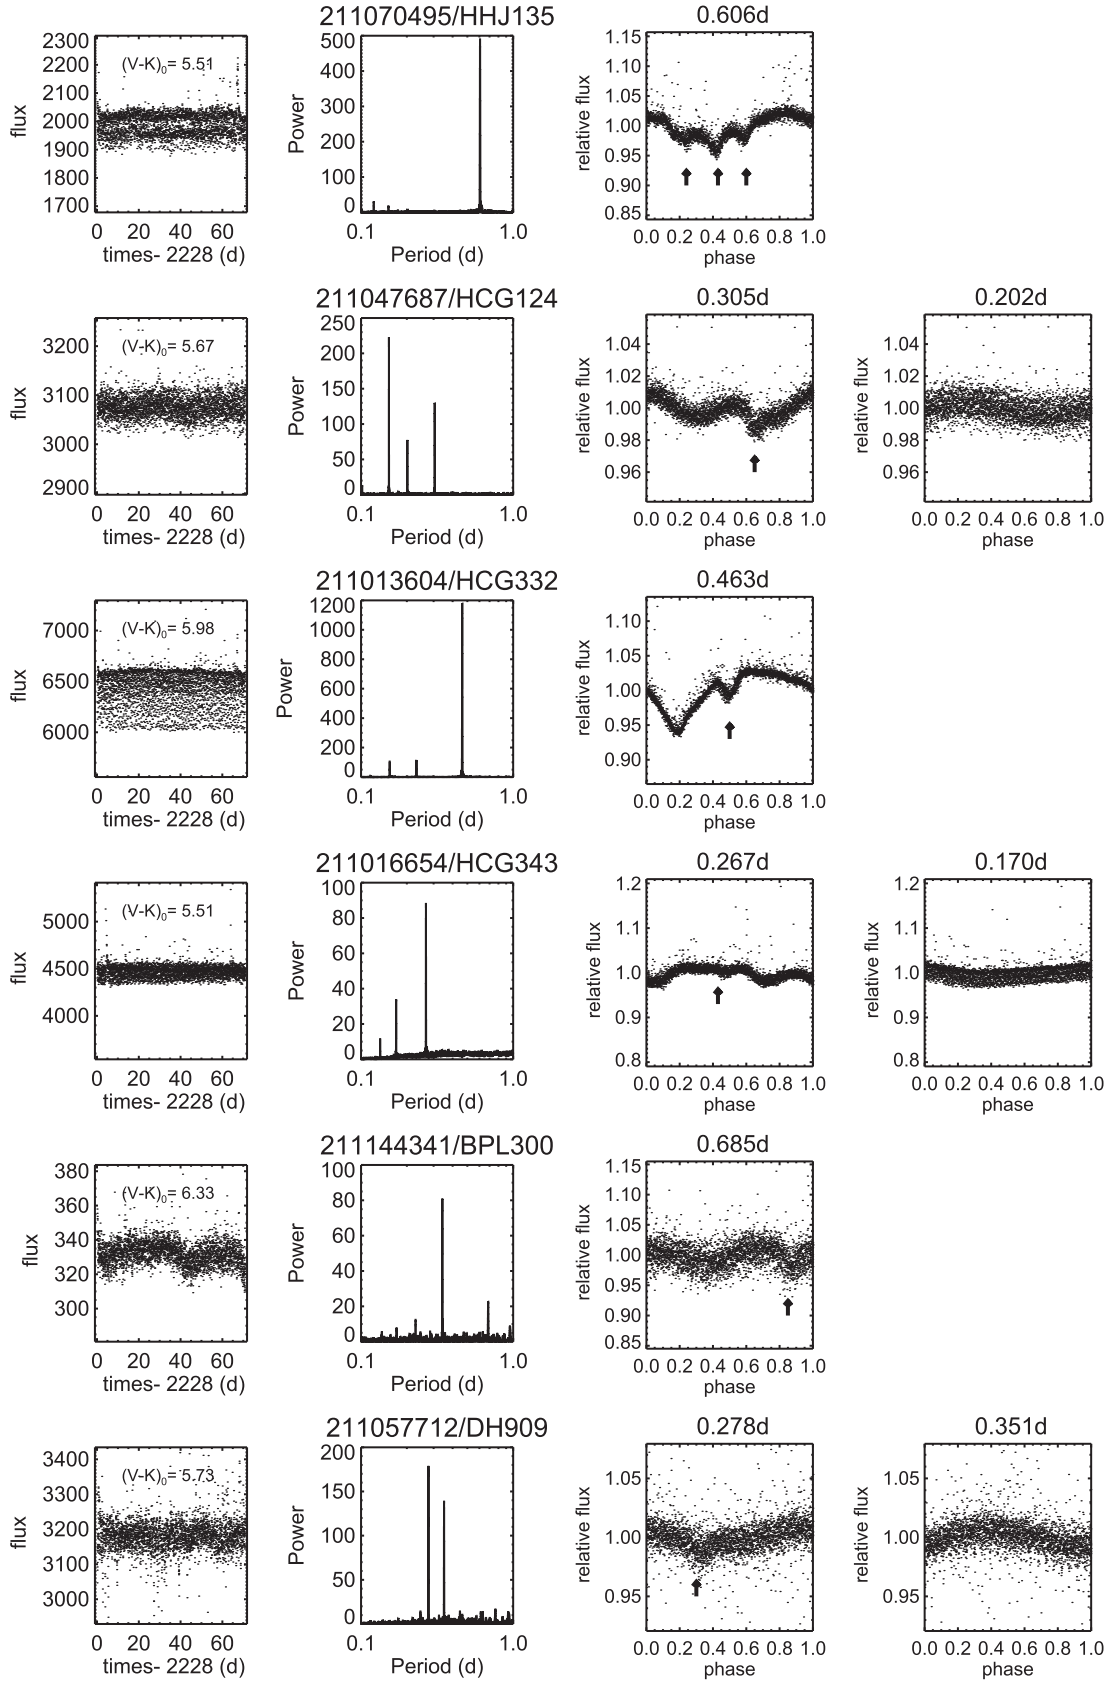 211070495/HHJ135
0.606d
2300
2200
2100
2000
1900
1800
1700
flux
(V-K)₀= 5.51
0 20 40 60
times- 2228 (d)
500
400
300
200
100
0
Power
0.1 1.0
Period (d)
1.15
1.10
1.05
1.00
0.95
0.90
0.85
relative flux
0.0 0.2 0.4 0.6 0.8 1.0
phase
211047687/HCG124
0.305d
0.202d
3200
3100
3000
2900
flux
(V-K)₀= 5.67
0 20 40 60
times- 2228 (d)
250
200
150
100
50
0
Power
0.1 1.0
Period (d)
1.04
1.02
1.00
0.98
0.96
relative flux
0.0 0.2 0.4 0.6 0.8 1.0
phase
1.04
1.02
1.00
0.98
0.96
relative flux
0.0 0.2 0.4 0.6 0.8 1.0
phase
211013604/HCG332
0.463d
7000
6500
6000
flux
(V-K)₀= 5.98
0 20 40 60
times- 2228 (d)
1200
1000
800
600
400
200
0
Power
0.1 1.0
Period (d)
1.10
1.05
1.00
0.95
0.90
relative flux
0.0 0.2 0.4 0.6 0.8 1.0
phase
211016654/HCG343
0.267d
0.170d
5000
4500
4000
flux
(V-K)₀= 5.51
0 20 40 60
times- 2228 (d)
100
80
60
40
20
0
Power
0.1 1.0
Period (d)
1.2
1.1
1.0
0.9
0.8
relative flux
0.0 0.2 0.4 0.6 0.8 1.0
phase
1.2
1.1
1.0
0.9
0.8
relative flux
0.0 0.2 0.4 0.6 0.8 1.0
phase
211144341/BPL300
0.685d
380
360
340
320
300
flux
(V-K)₀= 6.33
0 20 40 60
times- 2228 (d)
100
80
60
40
20
0
Power
0.1 1.0
Period (d)
1.15
1.10
1.05
1.00
0.95
0.90
0.85
relative flux
0.0 0.2 0.4 0.6 0.8 1.0
phase
211057712/DH909
0.278d
0.351d
3400
3300
3200
3100
3000
flux
(V-K)₀= 5.73
0 20 40 60
times- 2228 (d)
200
150
100
50
0
Power
0.1 1.0
Period (d)
1.05
1.00
0.95
relative flux
0.0 0.2 0.4 0.6 0.8 1.0
phase
1.05
1.00
0.95
relative flux
0.0 0.2 0.4 0.6 0.8 1.0
phase